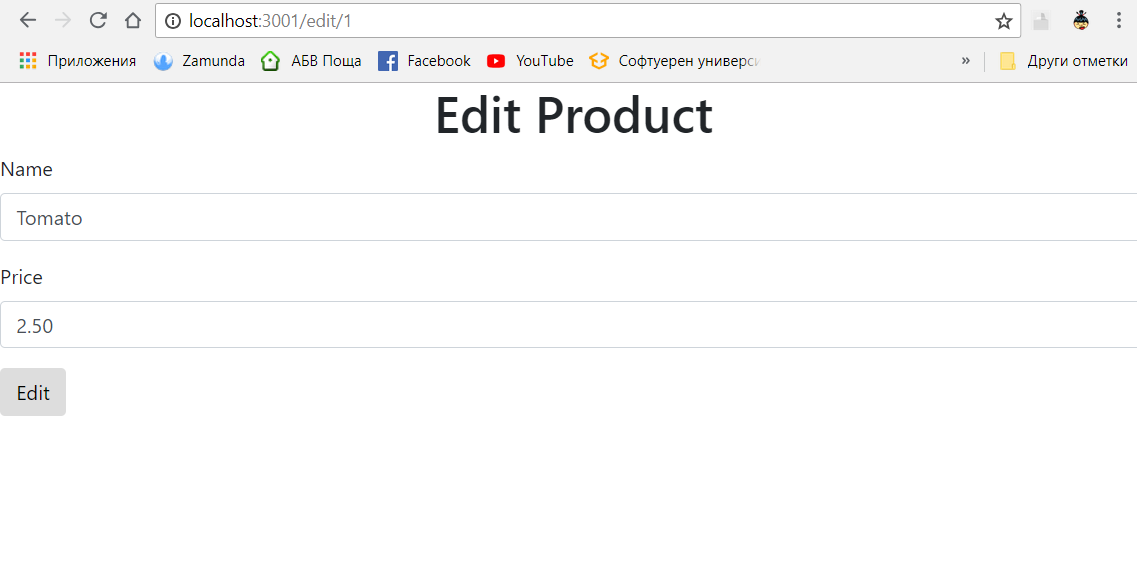 localhost:3001/edit/1
Приложения Zamunda АБВ Поща Facebook YouTube Софтуерен универси » Други отметки
Edit Product
Name
Tomato
Price
2.50
Edit